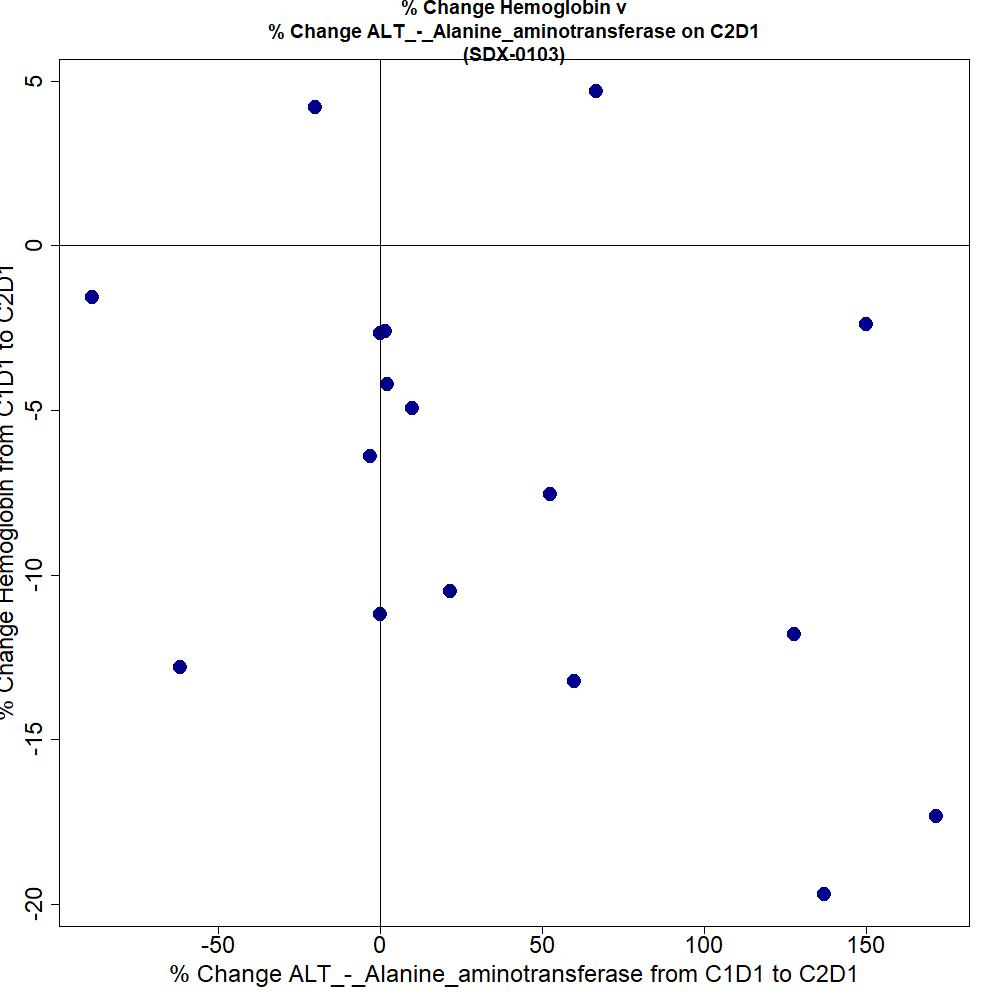 % Change Hemoglobin v
% Change ALT_-_Alanine_aminotransferase on C2D1
(SDX-0103)
% Change Hemoglobin from C1D1 to C2D1
5
0
-5
-10
-15
-20
-50
0
50
100
150
% Change ALT_-_Alanine_aminotransferase from C1D1 to C2D1